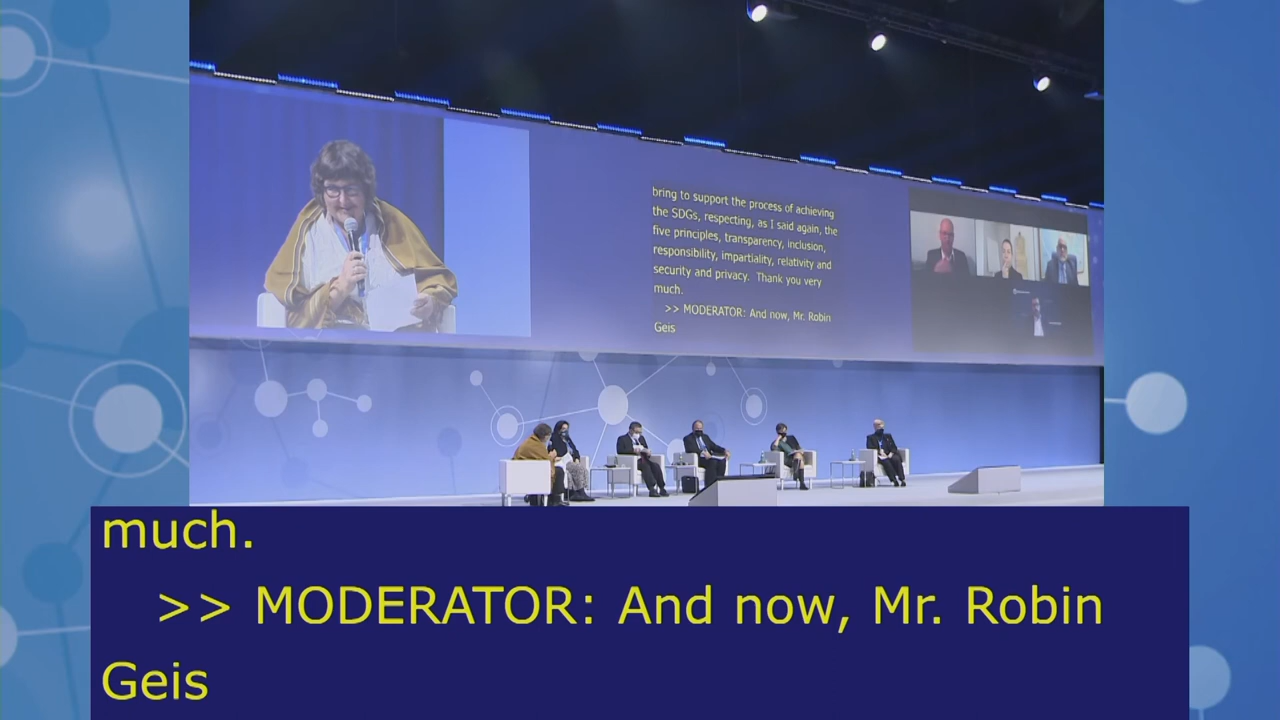 bring to support the process of achieving
the SDGs, respecting, as I said again, the
five principles, transparency, inclusion,
responsibility, impartiality, relativity and
security and privacy. Thank you very
much.
>> MODERATOR: And now, Mr. Robin
Geis
much.
>> MODERATOR: And now, Mr. Robin
Geis